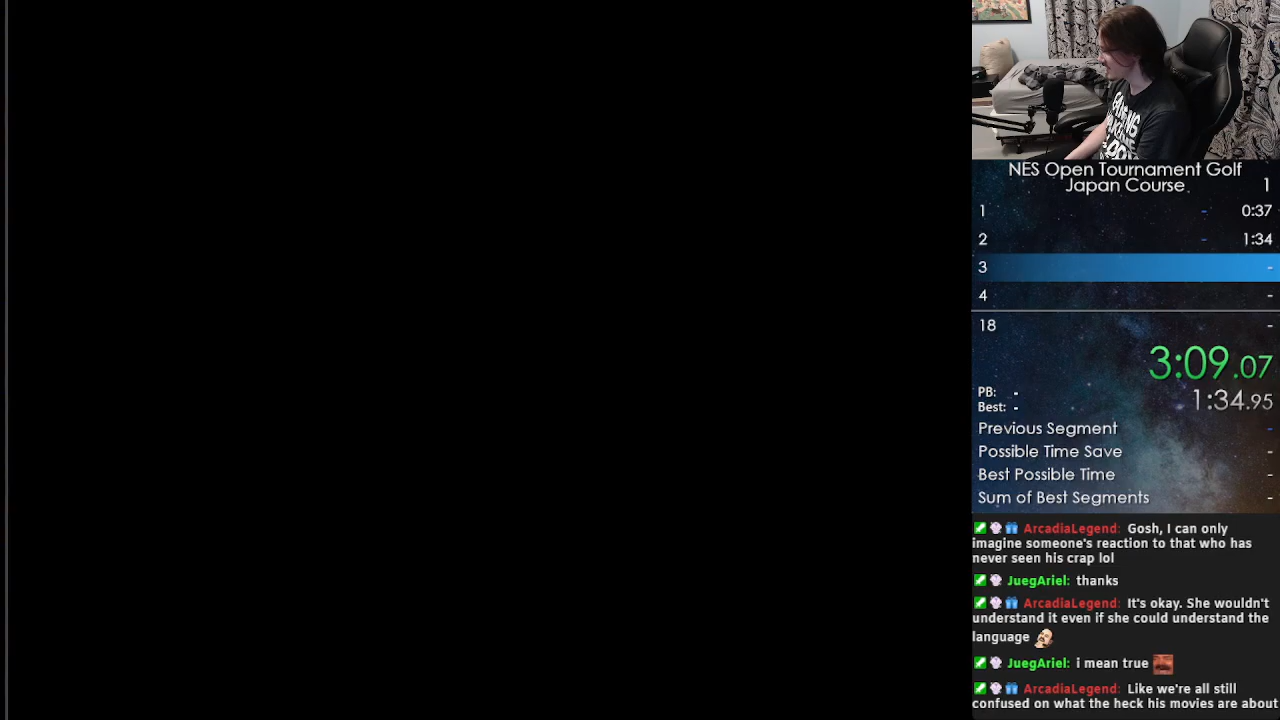 NES Open Tournament Golf
Japan Course 1
1 - 0:37
2 - 1:34
3 -
4 -
18 -
3:09.07
PB: -
1:34.95
Best: -
Previous Segment -
Possible Time Save -
Best Possible Time -
Sum of Best Segments -
ArcadiaLegend: Gosh, I can only
imagine someone's reaction to that who has
never seen his crap lol
JuegAriel: thanks
ArcadiaLegend: It's okay. She wouldn't
understand it even if she could understand the
language
JuegAriel: i mean true
ArcadiaLegend: Like we're all still
confused on what the heck his movies are about